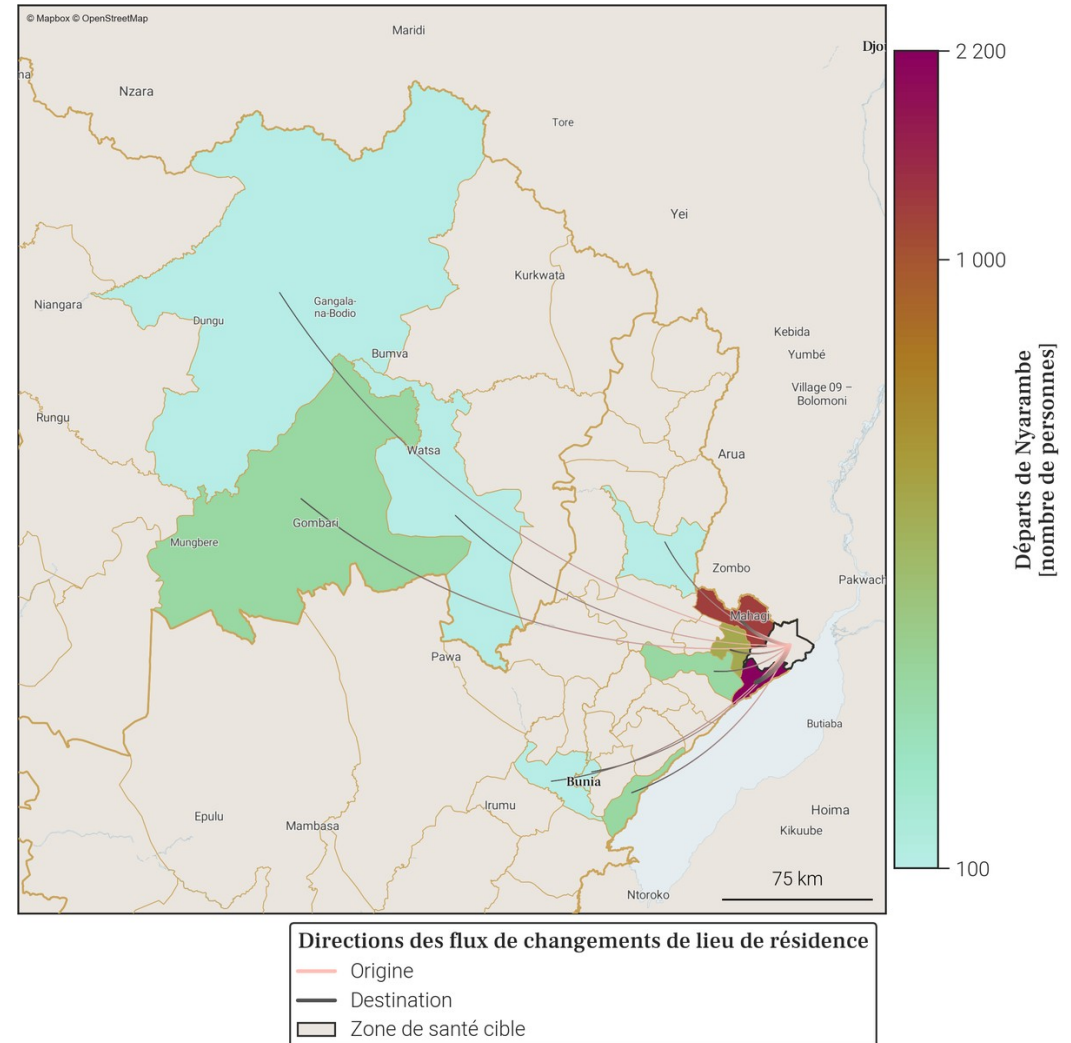 © Mapbox © OpenStreetMap
Maridi
Djo
na
Nzara
Tore
Yei
Kurkwata
Niangara
Gangala-
na-Bodio
Dungu
Kebida
Bumva
Yumbé
Village 09 –
Bolomoni
Rungu
Watsa
Arua
Gombari
Mungbere
Zombo
Pakwach
Mahagi
Pawa
Butiaba
Bunia
Irumu
Epulu
Mambasa
Hoima
Kikuube
75 km
Ntoroko
2 200
1 000
100
Départs de Nyarambe
[nombre de personnes]
Directions des flux de changements de lieu de résidence
Origine
Destination
Zone de santé cible